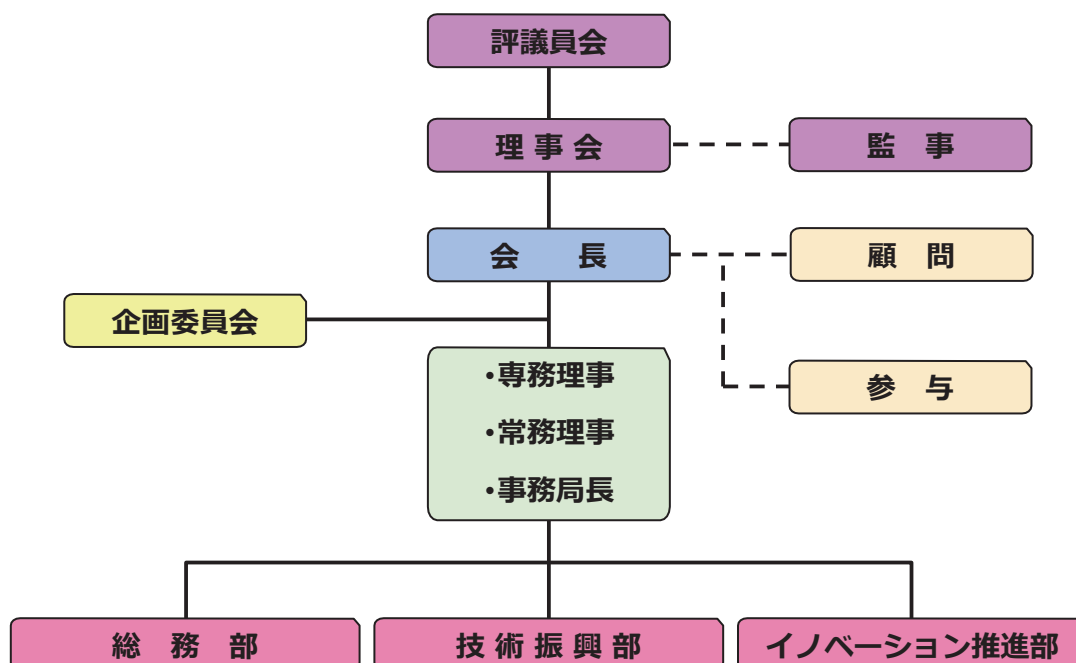 評議員会
理事会
監　事
会　　長
顧　問
企画委員会
参　与
・専務理事
・常務理事
・事務局長
総　務　部
技術振興部
イノベーション推進部